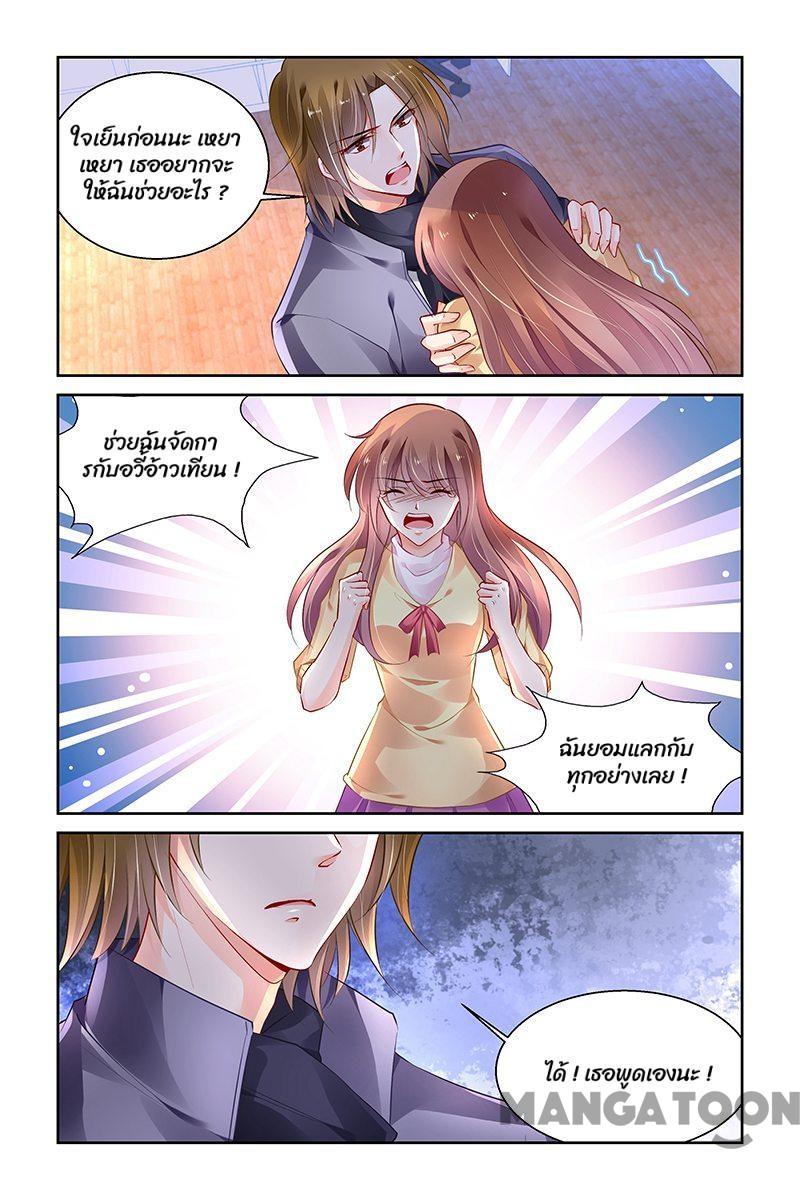 ใจเย็นก่อนนะ เหยา
เหยา เธออยากจะ
ให้ฉันช่วยอะไร ?
ช่วยฉันจัดกา
รกับอวี้อ้าวเทียน !
ฉันยอมแลกกับ
ทุกอย่างเลย !
ได้ ! เธอพูดเองนะ !
MANGATOON